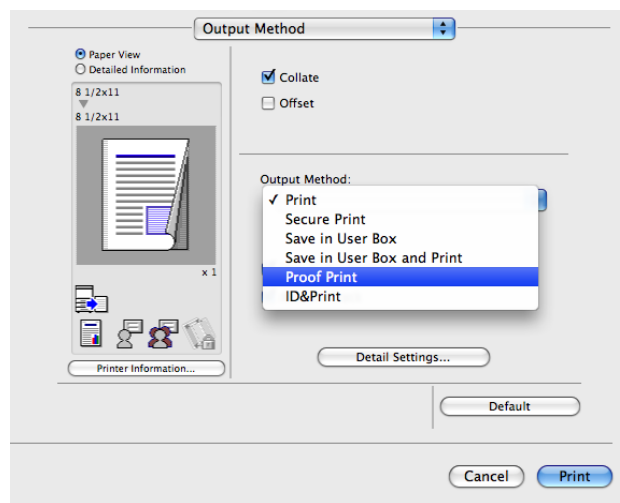 Output Method
Paper View
Detailed Information
8 1/2x11
8 1/2x11
x 1
Printer Information...
Collate
Offset
Output Method:
✓ Print
Secure Print
Save in User Box
Save in User Box and Print
Proof Print
ID&Print
Detail Settings...
Default
Cancel
Print